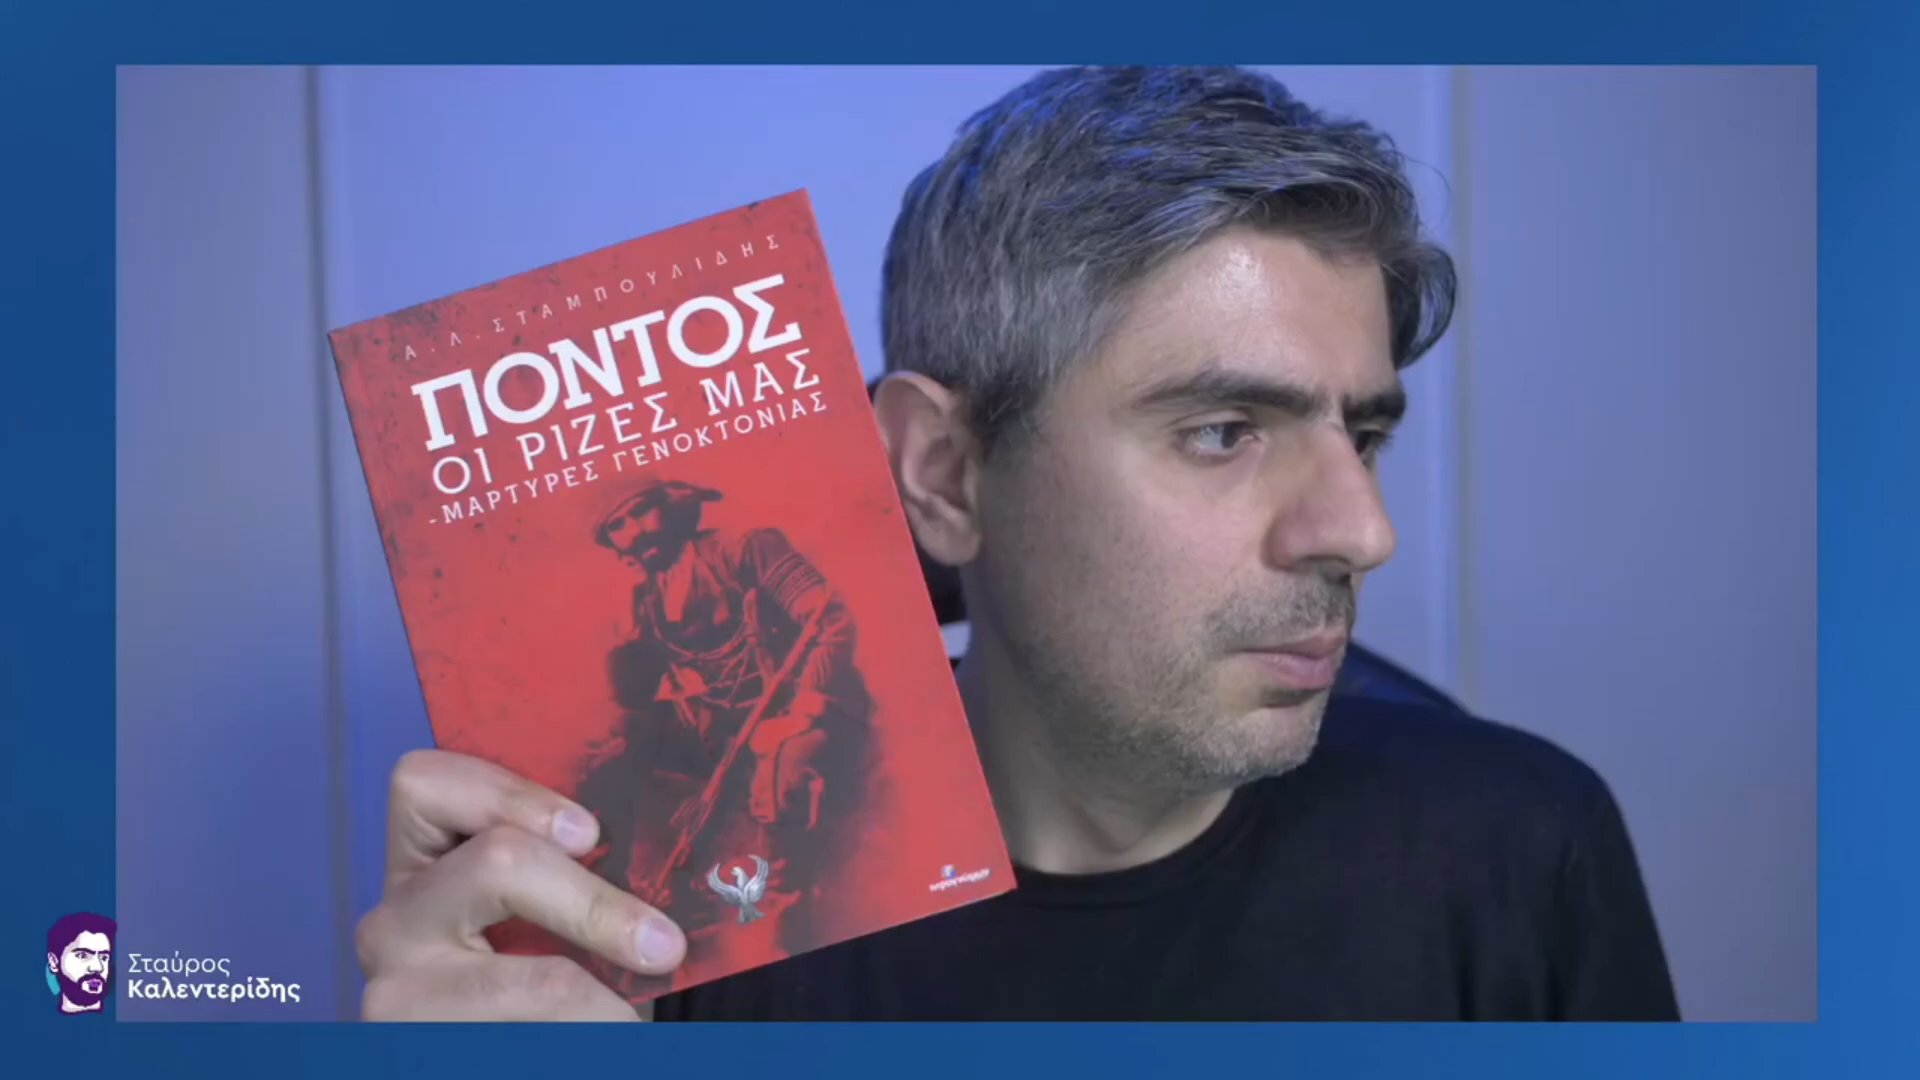 Α.Λ.ΣΤΑΜΠΟΥΛΙΔΗΣ
ΠΟΝΤΟΣ
ΟΙ ΡΙΖΕΣ ΜΑΣ
-ΜΑΡΤΥΡΕΣ ΓΕΝΟΚΤΟΝΙΑΣ
Σταύρος
Καλεντερίδης